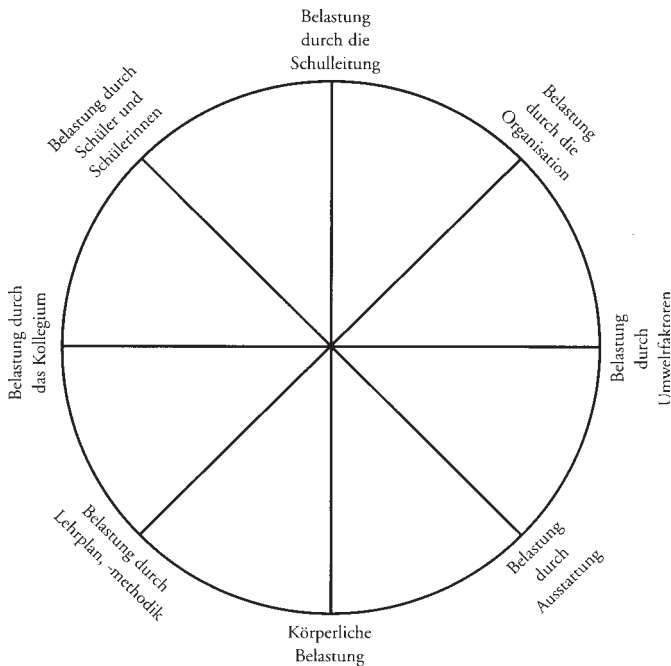 Belastung
durch die
Schulleitung
Belastung
durch die
Organisation
Belastung
durch
Umweltfaktoren
Belastung
durch
Ausstattung
Körperliche
Belastung
Belastung durch
Lehrplan, -methodik
Belastung durch
das Kollegium
Belastung durch
Schüler und
Schülerinnen